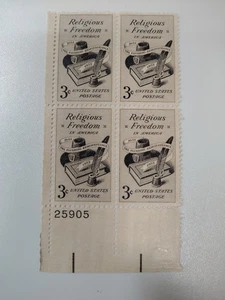 Religious
Freedom
IN AMERICA
3¢
UNITED STATES
POSTAGE
Religious
Freedom
IN AMERICA
3¢
UNITED STATES
POSTAGE
Religious
Freedom
IN AMERICA
3¢
UNITED STATES
POSTAGE
Religious
Freedom
IN AMERICA
3¢
UNITED STATES
POSTAGE
25905